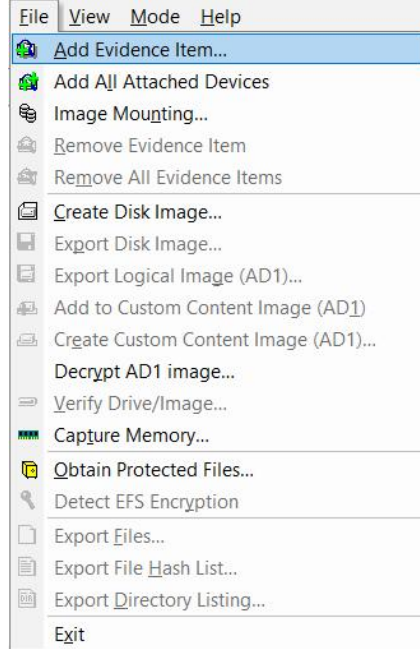 File View Mode Help
Add Evidence Item...
Add All Attached Devices
Image Mounting...
Remove Evidence Item
Remove All Evidence Items
Create Disk Image...
Export Disk Image...
Export Logical Image (AD1)...
Add to Custom Content Image (AD1)
Create Custom Content Image (AD1)...
Decrypt AD1 image...
Verify Drive/Image...
Capture Memory...
Obtain Protected Files...
Detect EFS Encryption
Export Files...
Export File Hash List...
Export Directory Listing...
Exit